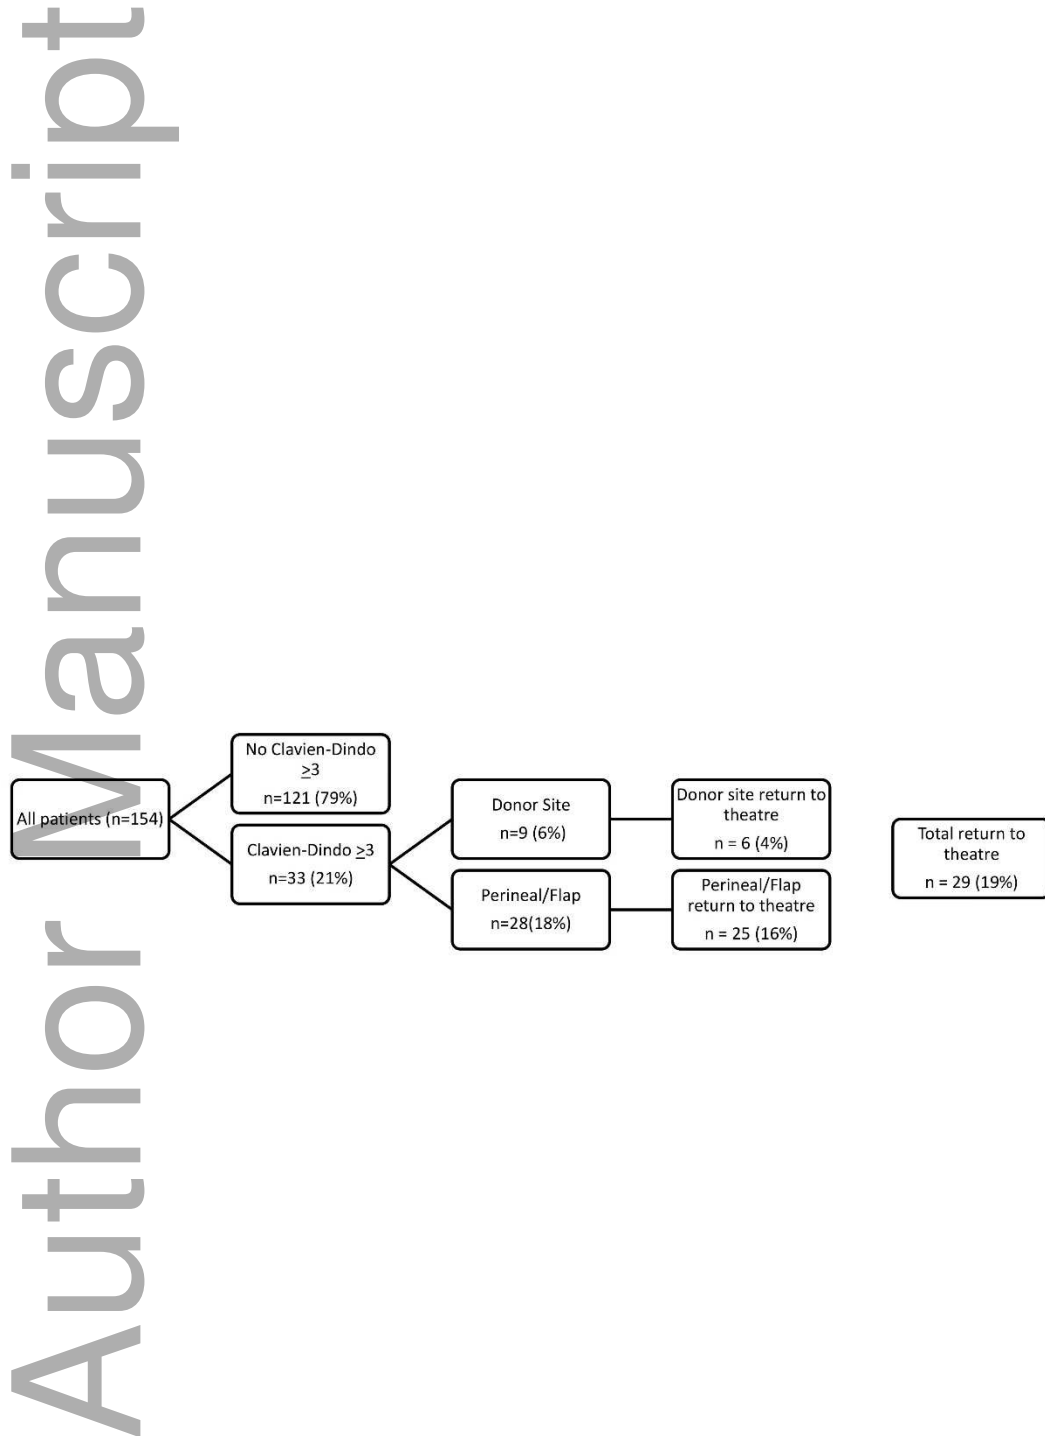 Author Manuscript
All patients (n=154)
No Clavien-Dindo
≥3
n=121 (79%)
Clavien-Dindo ≥3
n=33 (21%)
Donor Site
n=9 (6%)
Perineal/Flap
n=28(18%)
Donor site return to
theatre
n = 6 (4%)
Perineal/Flap
return to theatre
n = 25 (16%)
Total return to
theatre
n = 29 (19%)